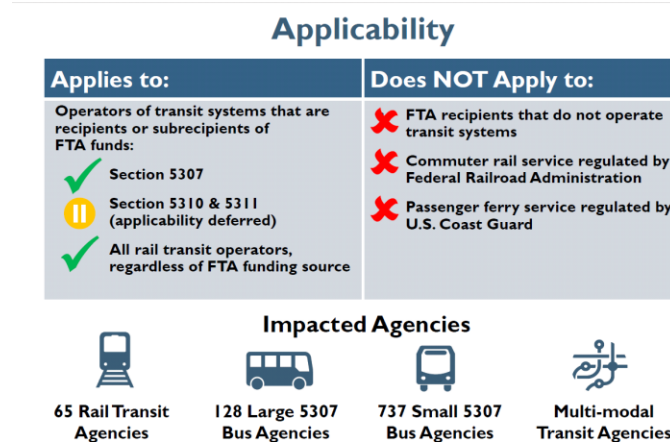 Applicability
Applies to:
Operators of transit systems that are
recipients or subrecipients of
FTA funds:
Section 5307
Section 5310 & 5311
(applicability deferred)
All rail transit operators,
regardless of FTA funding source
Does NOT Apply to:
FTA recipients that do not operate
transit systems
Commuter rail service regulated by
Federal Railroad Administration
Passenger ferry service regulated by
U.S. Coast Guard
Impacted Agencies
65 Rail Transit
Agencies
128 Large 5307
Bus Agencies
737 Small 5307
Bus Agencies
Multi-modal
Transit Agencies